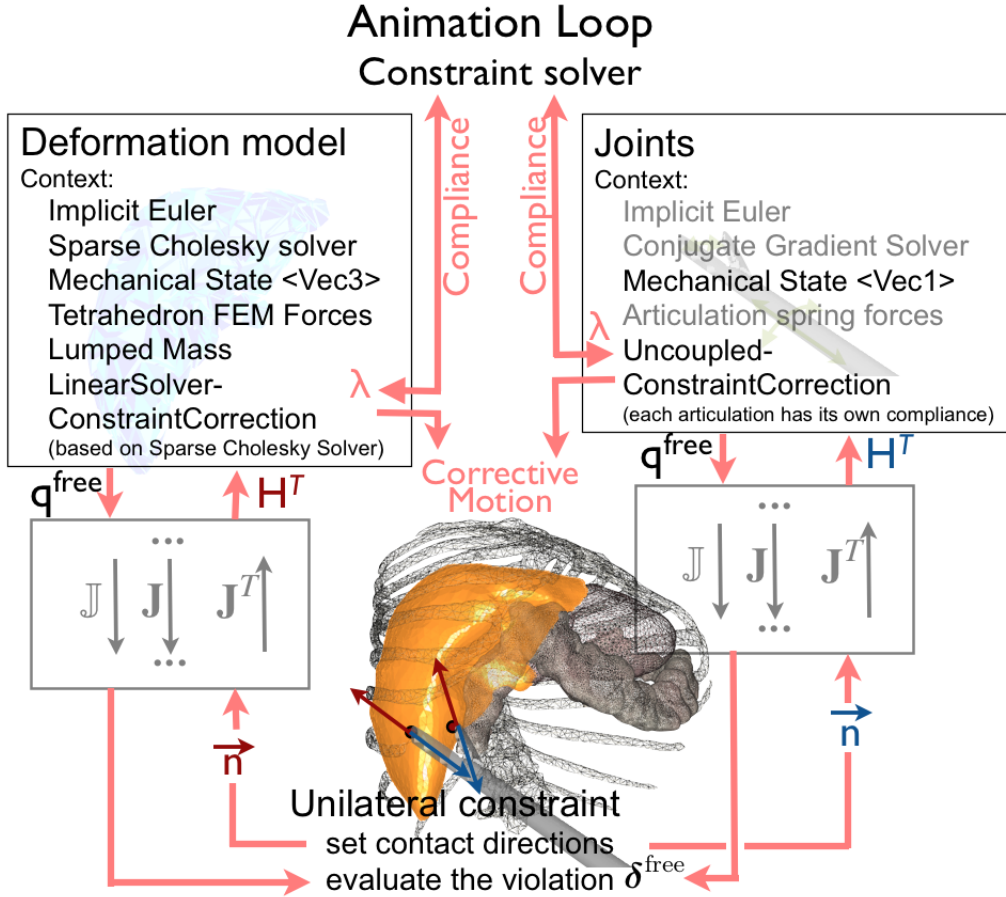 Animation Loop
Constraint solver
Deformation model
Context:
Implicit Euler
Sparse Cholesky solver
Mechanical State <Vec3>
Tetrahedron FEM Forces
Lumped Mass
LinearSolver-
ConstraintCorrection
(based on Sparse Cholesky Solver)
Compliance
λ
Compliance
λ
Joints
Context:
Implicit Euler
Conjugate Gradient Solver
Mechanical State <Vec1>
Articulation spring forces
Uncoupled-
ConstraintCorrection
(each articulation has its own compliance)
Corrective
Motion
q^free
H^T
q^free
H^T
...
𝕁 J J^T
...
...
𝕁 J J^T
...
n
n
Unilateral constraint
set contact directions
evaluate the violation δ^free